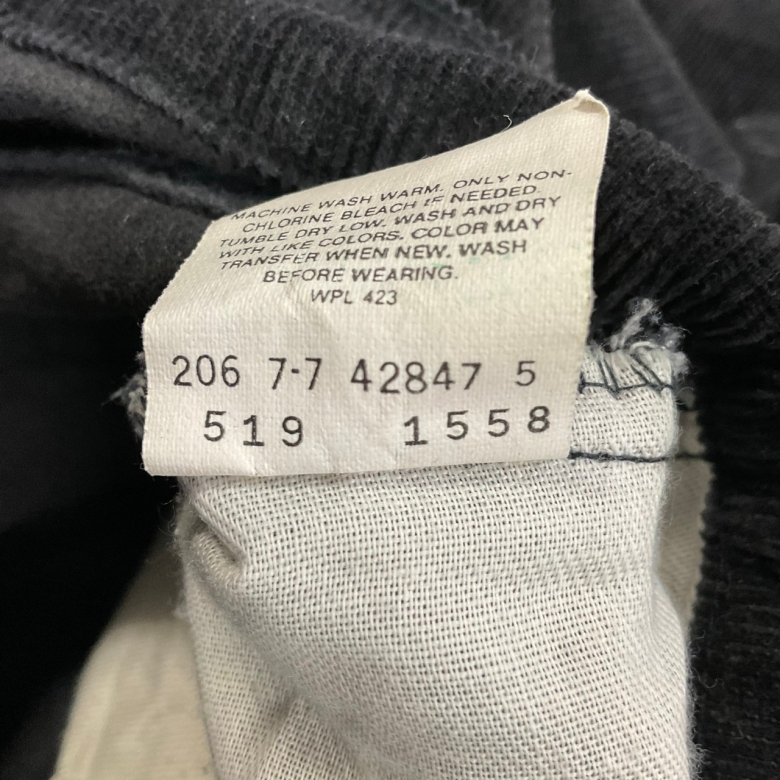 MACHINE WASH WARM. ONLY NON-
CHLORINE BLEACH IF NEEDED.
TUMBLE DRY LOW. WASH AND DRY
WITH LIKE COLORS. COLOR MAY
TRANSFER WHEN NEW. WASH
BEFORE WEARING.
WPL 423
206 7-7 42847 5
519 1558